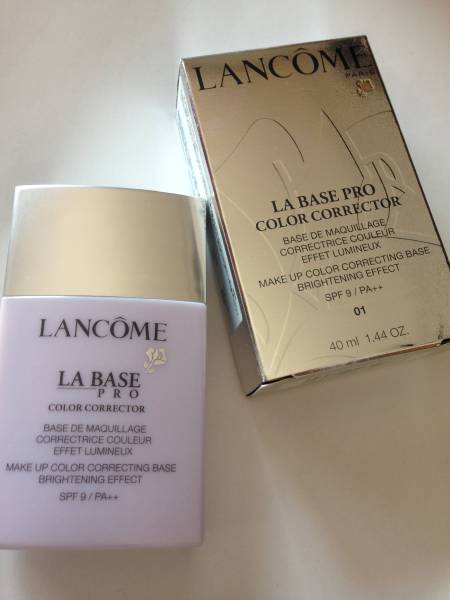 LANCÔME
PARIS
LA BASE PRO
COLOR CORRECTOR
BASE DE MAQUILLAGE
CORRECTRICE COULEUR
EFFET LUMINEUX
MAKE UP COLOR CORRECTING BASE
BRIGHTENING EFFECT
SPF 9 / PA++
01
40 ml 1.44 OZ.
LANCÔME
LA BASE
PRO
COLOR CORRECTOR
BASE DE MAQUILLAGE
CORRECTRICE COULEUR
EFFET LUMINEUX
MAKE UP COLOR CORRECTING BASE
BRIGHTENING EFFECT
SPF 9 / PA++